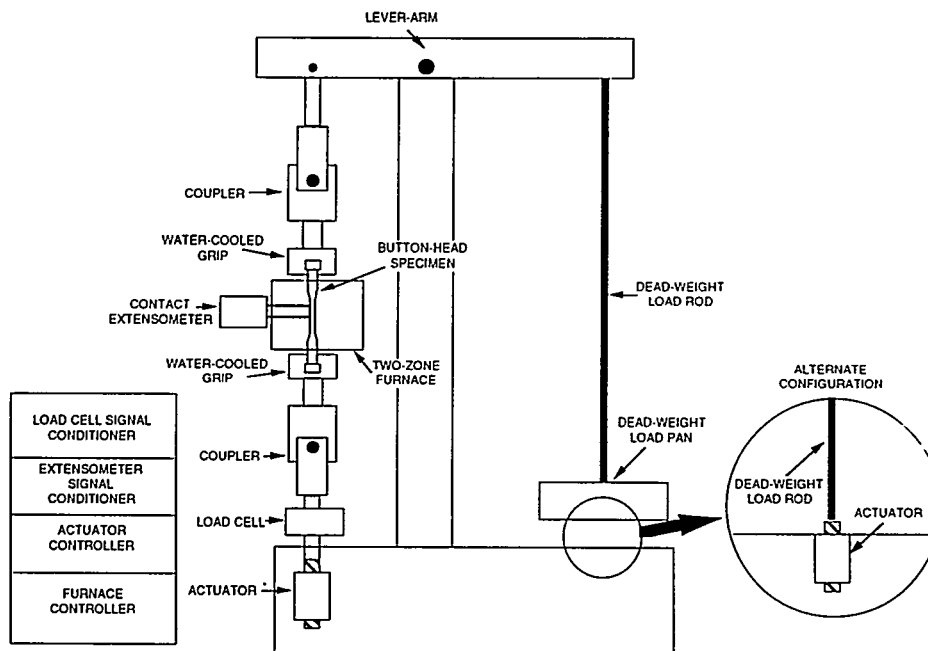 LEVER-ARM
COUPLER
WATER-COOLED
GRIP
BUTTON-HEAD
SPECIMEN
CONTACT
EXTENSOMETER
DEAD-WEIGHT
LOAD ROD
WATER-COOLED
GRIP
TWO-ZONE
FURNACE
ALTERNATE
CONFIGURATION
LOAD CELL SIGNAL
CONDITIONER
DEAD-WEIGHT
LOAD PAN
COUPLER
EXTENSOMETER
SIGNAL
CONDITIONER
DEAD-WEIGHT
LOAD ROD
ACTUATOR
LOAD CELL
ACTUATOR
CONTROLLER
ACTUATOR
FURNACE
CONTROLLER